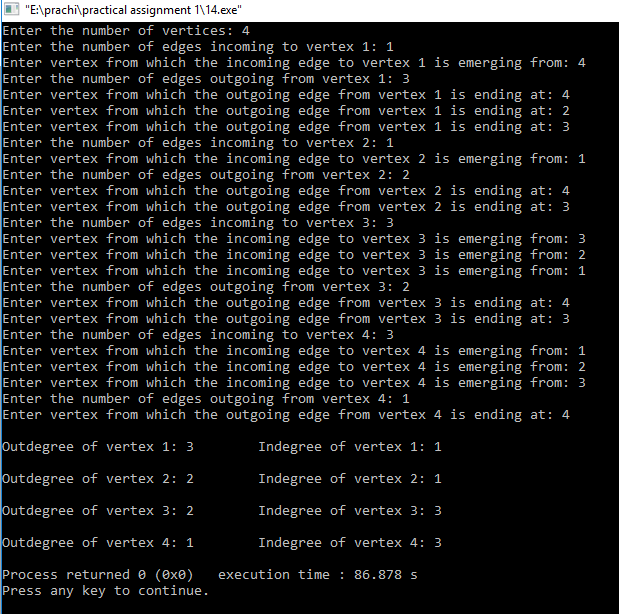 "E:\prachi\practical assignment 1\14.exe"
Enter the number of vertices: 4
Enter the number of edges incoming to vertex 1: 1
Enter vertex from which the incoming edge to vertex 1 is emerging from: 4
Enter the number of edges outgoing from vertex 1: 3
Enter vertex from which the outgoing edge from vertex 1 is ending at: 4
Enter vertex from which the outgoing edge from vertex 1 is ending at: 2
Enter vertex from which the outgoing edge from vertex 1 is ending at: 3
Enter the number of edges incoming to vertex 2: 1
Enter vertex from which the incoming edge to vertex 2 is emerging from: 1
Enter the number of edges outgoing from vertex 2: 2
Enter vertex from which the outgoing edge from vertex 2 is ending at: 4
Enter vertex from which the outgoing edge from vertex 2 is ending at: 3
Enter the number of edges incoming to vertex 3: 3
Enter vertex from which the incoming edge to vertex 3 is emerging from: 3
Enter vertex from which the incoming edge to vertex 3 is emerging from: 2
Enter vertex from which the incoming edge to vertex 3 is emerging from: 1
Enter the number of edges outgoing from vertex 3: 2
Enter vertex from which the outgoing edge from vertex 3 is ending at: 4
Enter vertex from which the outgoing edge from vertex 3 is ending at: 3
Enter the number of edges incoming to vertex 4: 3
Enter vertex from which the incoming edge to vertex 4 is emerging from: 1
Enter vertex from which the incoming edge to vertex 4 is emerging from: 2
Enter vertex from which the incoming edge to vertex 4 is emerging from: 3
Enter the number of edges outgoing from vertex 4: 1
Enter vertex from which the outgoing edge from vertex 4 is ending at: 4
Outdegree of vertex 1: 3        Indegree of vertex 1: 1
Outdegree of vertex 2: 2        Indegree of vertex 2: 1
Outdegree of vertex 3: 2        Indegree of vertex 3: 3
Outdegree of vertex 4: 1        Indegree of vertex 4: 3
Process returned 0 (0x0)   execution time : 86.878 s
Press any key to continue.